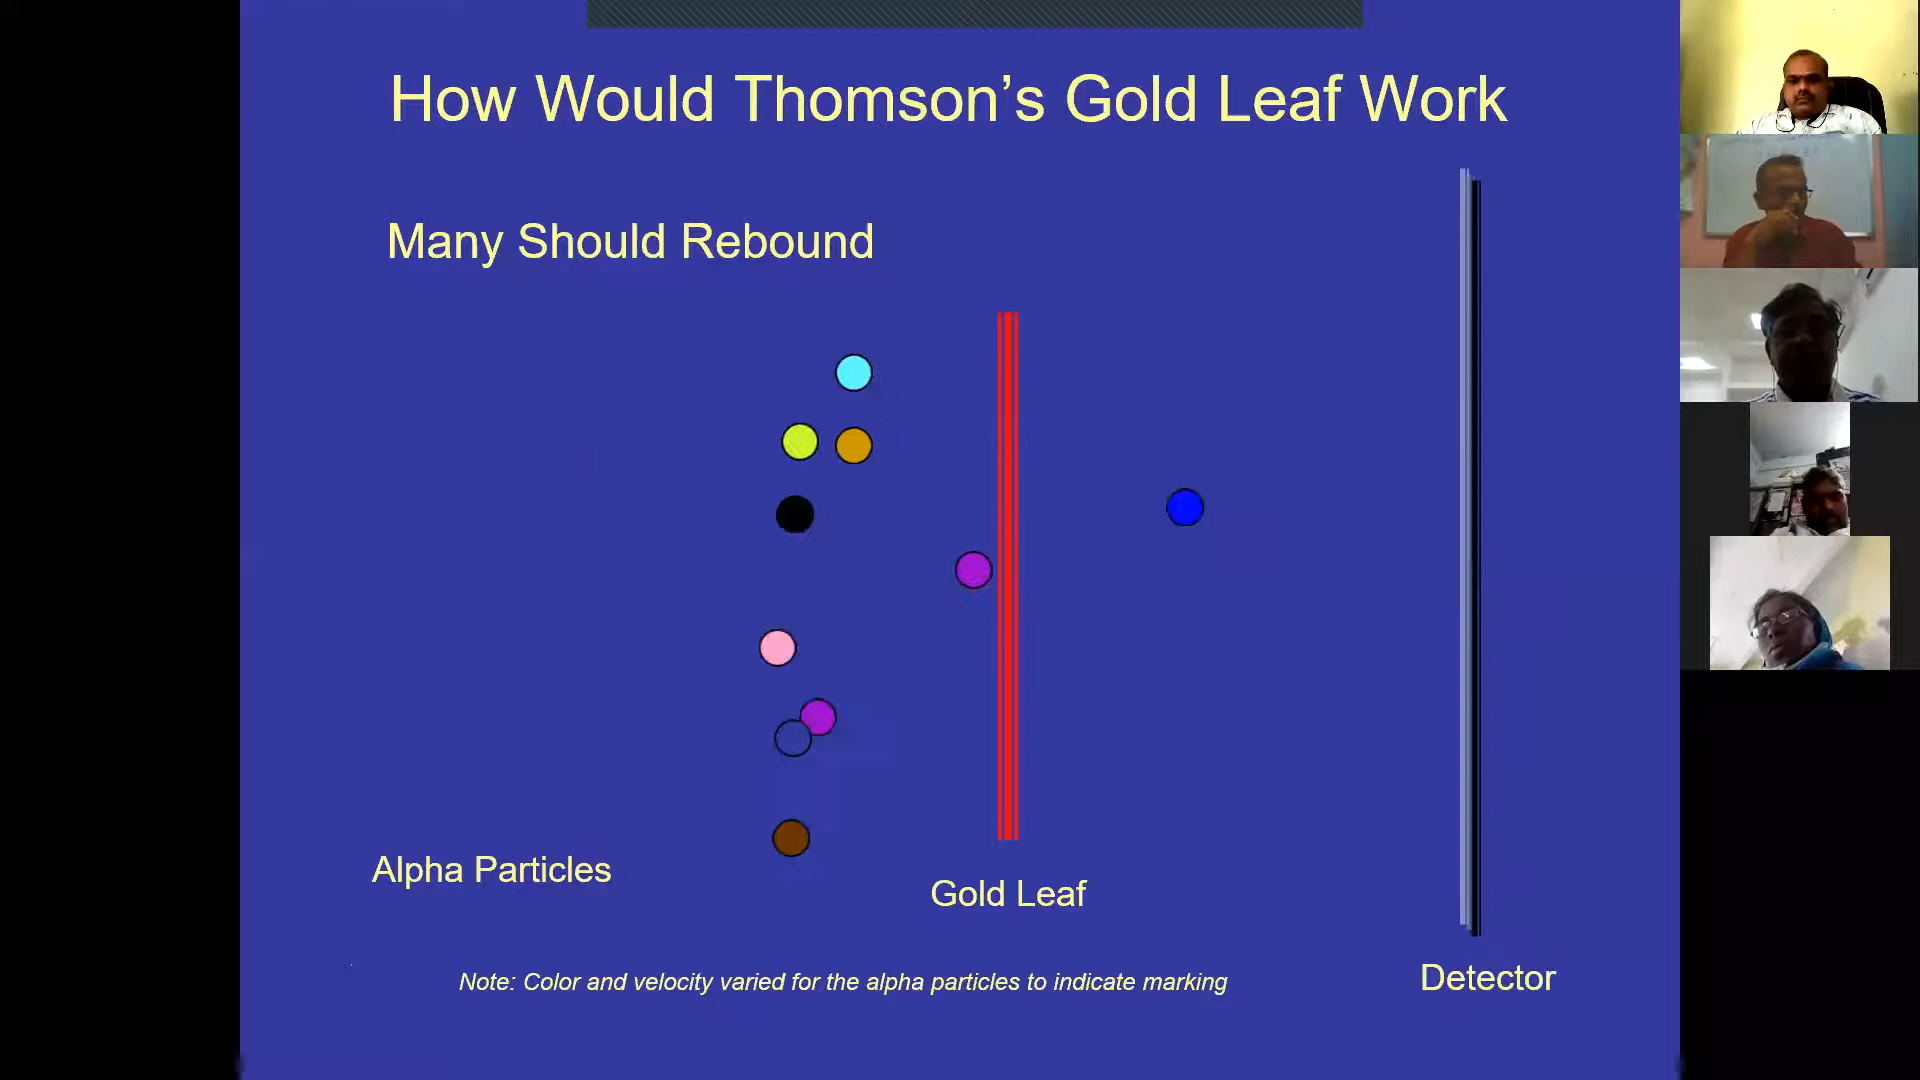 How Would Thomson’s Gold Leaf Work
Many Should Rebound
Alpha Particles
Gold Leaf
Detector
Note: Color and velocity varied for the alpha particles to indicate marking